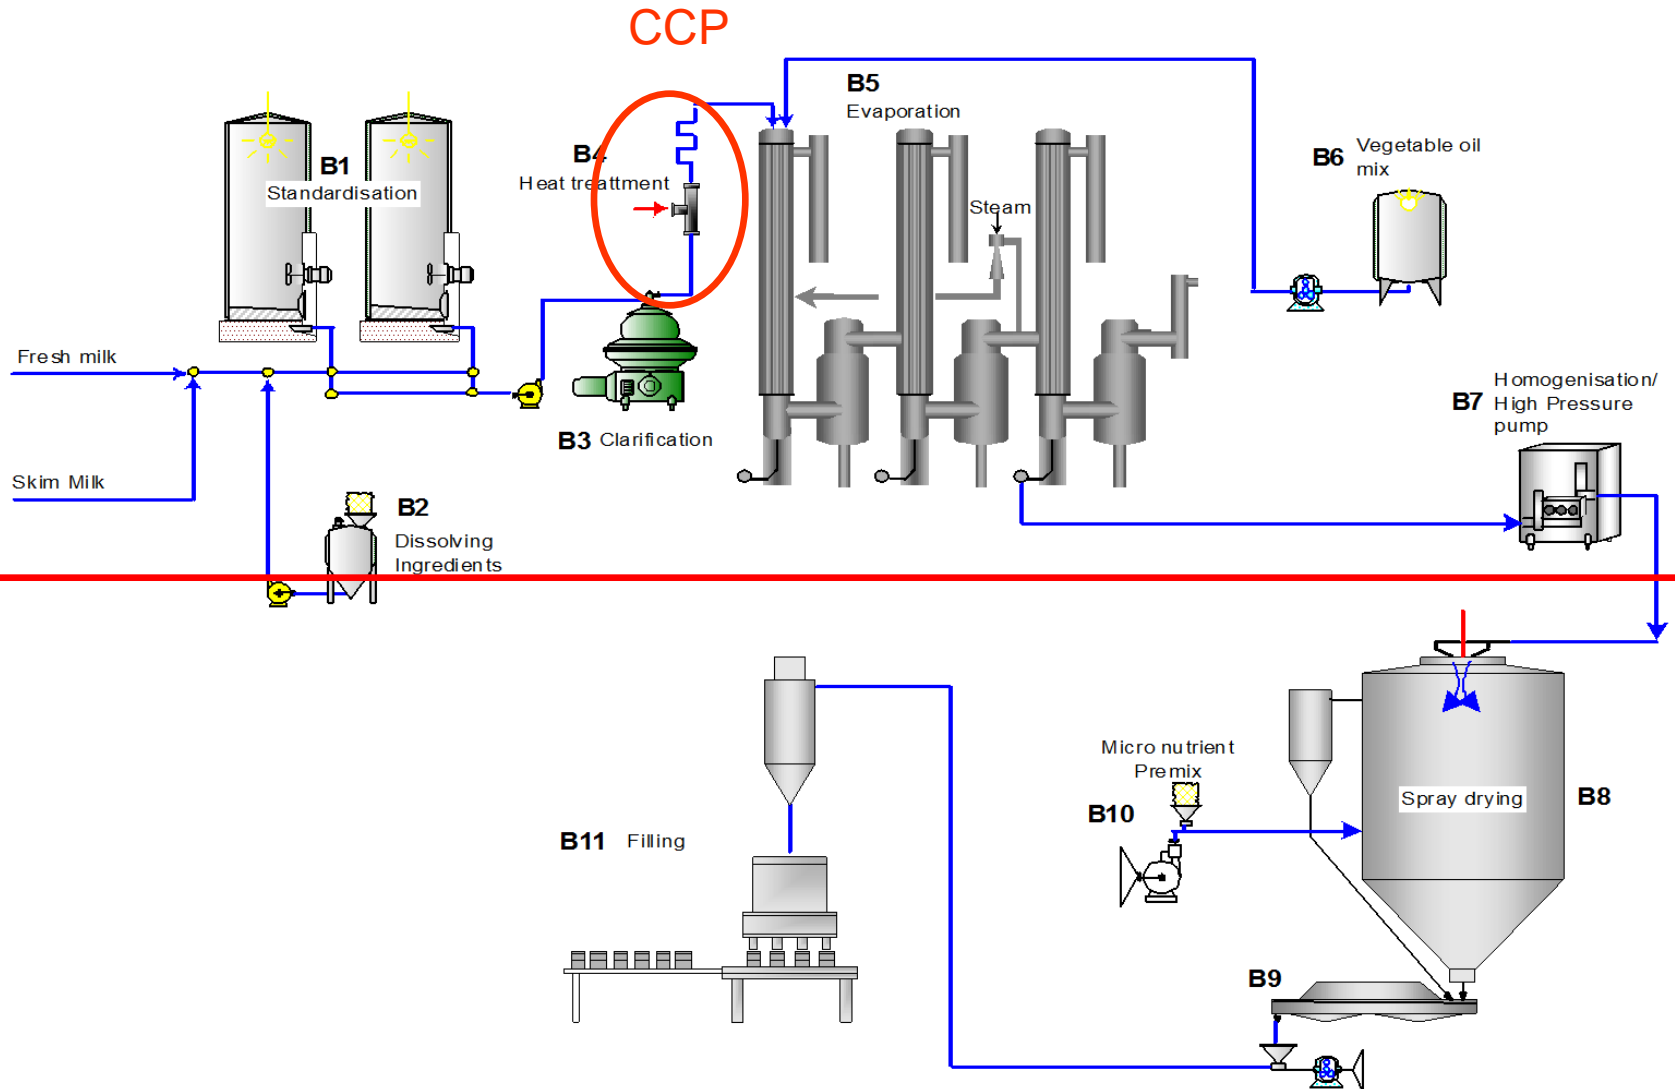 CCP
B5
Evaporation
B1
Standardisation
B4
Heat treattment
B6
Vegetable oil
mix
Steam
Fresh milk
B3 Clarification
B7
Homogenisation/
High Pressure
pump
Skim Milk
B2
Dissolving
Ingredients
Micro nutrient
Premix
B10
Spray drying
B8
B11 Filling
B9